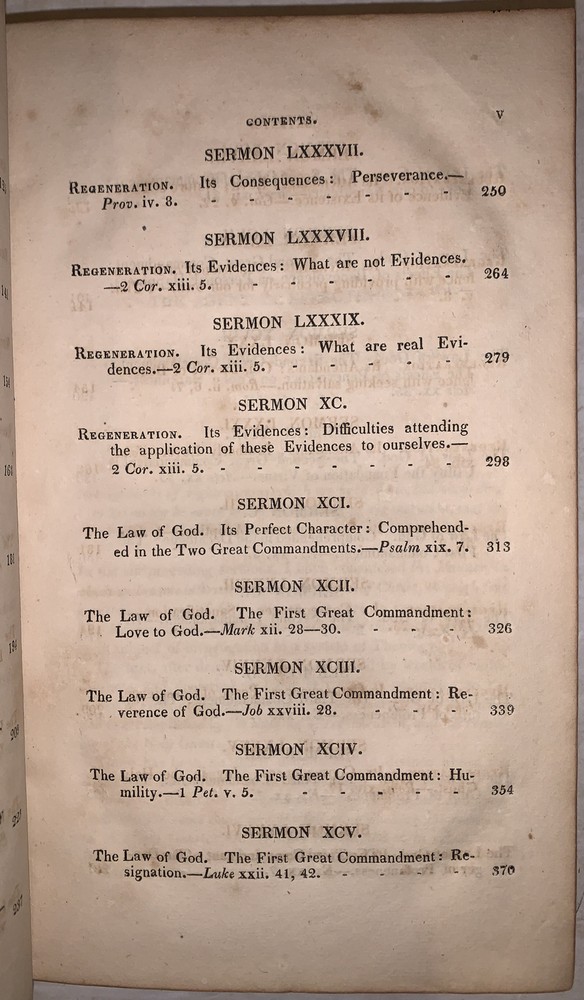 CONTENTS. v
SERMON LXXXVII.
REGENERATION. Its Consequences: Perseverance.—
Prov. iv. 8. - - - - - - - 250
SERMON LXXXVIII.
REGENERATION. Its Evidences: What are not Evidences.
—2 Cor. xiii. 5. - - - - - - 264
SERMON LXXXIX.
REGENERATION. Its Evidences: What are real Evi-
dences.—2 Cor. xiii. 5. - - - - - 279
SERMON XC.
REGENERATION. Its Evidences: Difficulties attending
the application of these Evidences to ourselves.—
2 Cor. xiii. 5. - - - - - - - 298
SERMON XCI.
The Law of God. Its Perfect Character: Comprehend-
ed in the Two Great Commandments.—Psalm xix. 7. 313
SERMON XCII.
The Law of God. The First Great Commandment:
Love to God.—Mark xii. 28—30. - - - 326
SERMON XCIII.
The Law of God. The First Great Commandment: Re-
verence of God.—Job xxviii. 28. - - - 339
SERMON XCIV.
The Law of God. The First Great Commandment: Hu-
mility.—1 Pet. v. 5. - - - - - 354
SERMON XCV.
The Law of God. The First Great Commandment: Re-
signation.—Luke xxii. 41, 42. - - - - 370